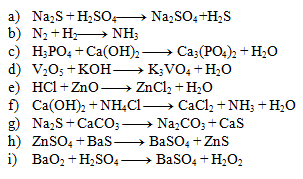 a) Na₂S + H₂SO₄⟶ Na₂SO₄+H₂S
b) N₂ + H₂⟶ NH₃
c) H₃PO₄ + Ca(OH)₂⟶ Ca₃(PO₄)₂ + H₂O
d) V₂O₅ + KOH⟶ K₃VO₄ + H₂O
e) HCl + ZnO⟶ ZnCl₂ + H₂O
f) Ca(OH)₂ + NH₄Cl⟶ CaCl₂ + NH₃ + H₂O
g) Na₂S + CaCO₃⟶ Na₂CO₃ + CaS
h) ZnSO₄ + BaS⟶ BaSO₄ + ZnS
i) BaO₂ + H₂SO₄⟶ BaSO₄ + H₂O₂